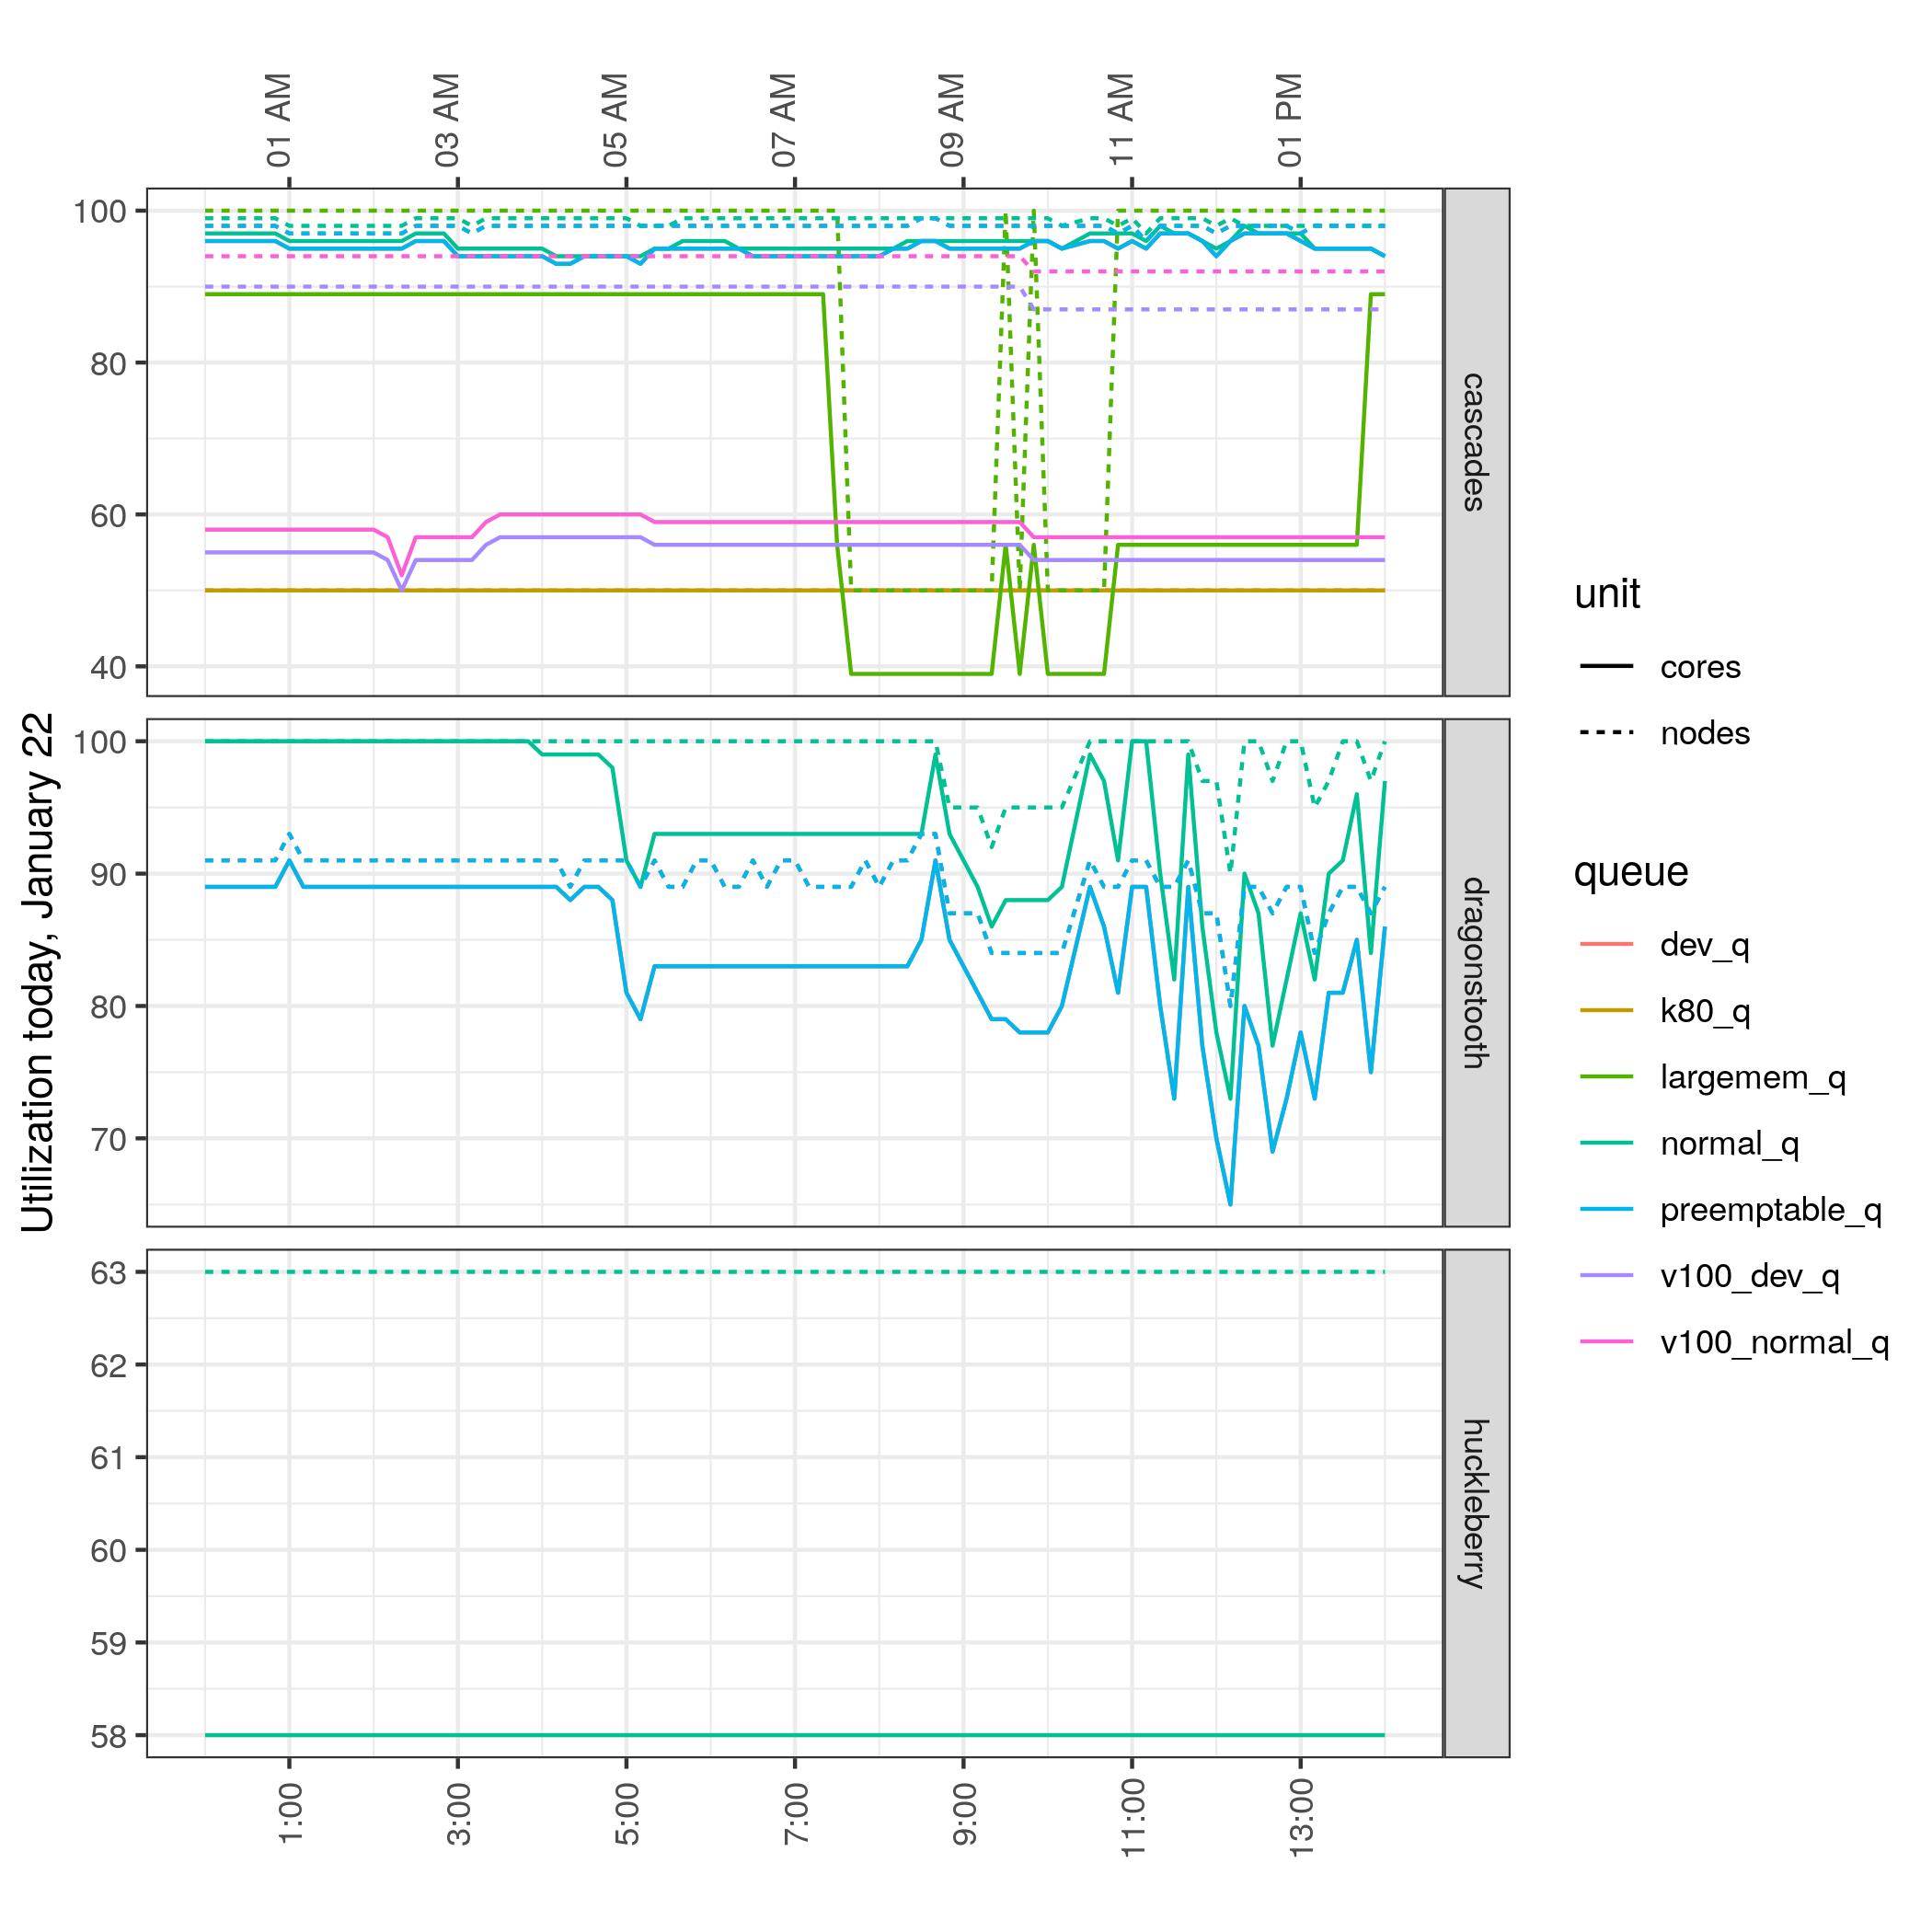 01 AM
03 AM
05 AM
07 AM
09 AM
11 AM
01 PM
Utilization today, January 22
100
80
60
40
cascades
100
90
80
70
dragonstooth
63
62
61
60
59
58
huckleberry
1:00
3:00
5:00
7:00
9:00
11:00
13:00
unit
cores
nodes
queue
dev_q
k80_q
largemem_q
normal_q
preemptable_q
v100_dev_q
v100_normal_q